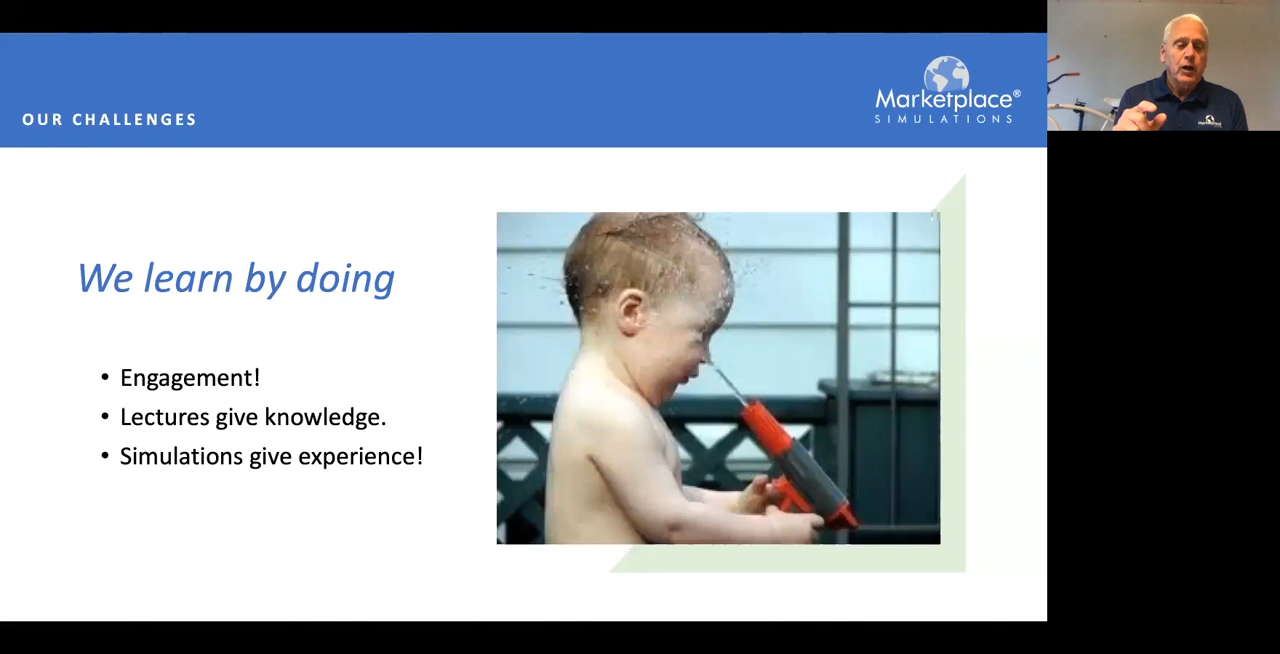 OUR CHALLENGES
Marketplace®
SIMULATIONS
We learn by doing
• Engagement!
• Lectures give knowledge.
• Simulations give experience!